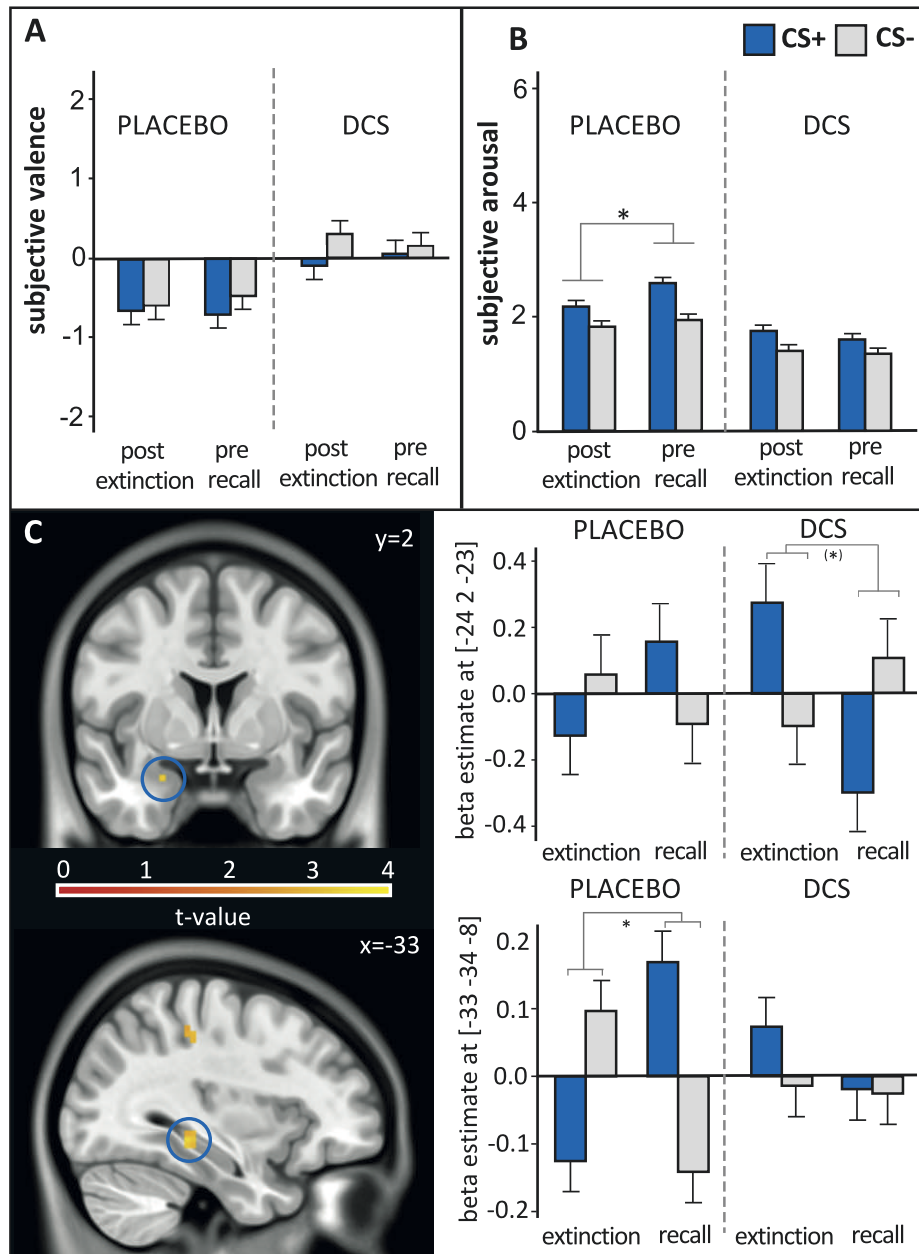 A
subjective valence
2
1
0
-1
-2
PLACEBO
DCS
post extinction
pre recall
post extinction
pre recall
B
CS+
CS-
subjective arousal
6
4
2
0
PLACEBO
DCS
*
post extinction
pre recall
post extinction
pre recall
C
y=2
0 1 2 3 4
t-value
x=-33
PLACEBO
DCS
beta estimate at [-24 2 -23]
0.4
0.2
0.0
-0.2
-0.4
(*)
extinction recall
extinction recall
PLACEBO
DCS
beta estimate at [-33 -34 -8]
0.2
0.1
0.0
-0.1
-0.2
*
extinction recall
extinction recall